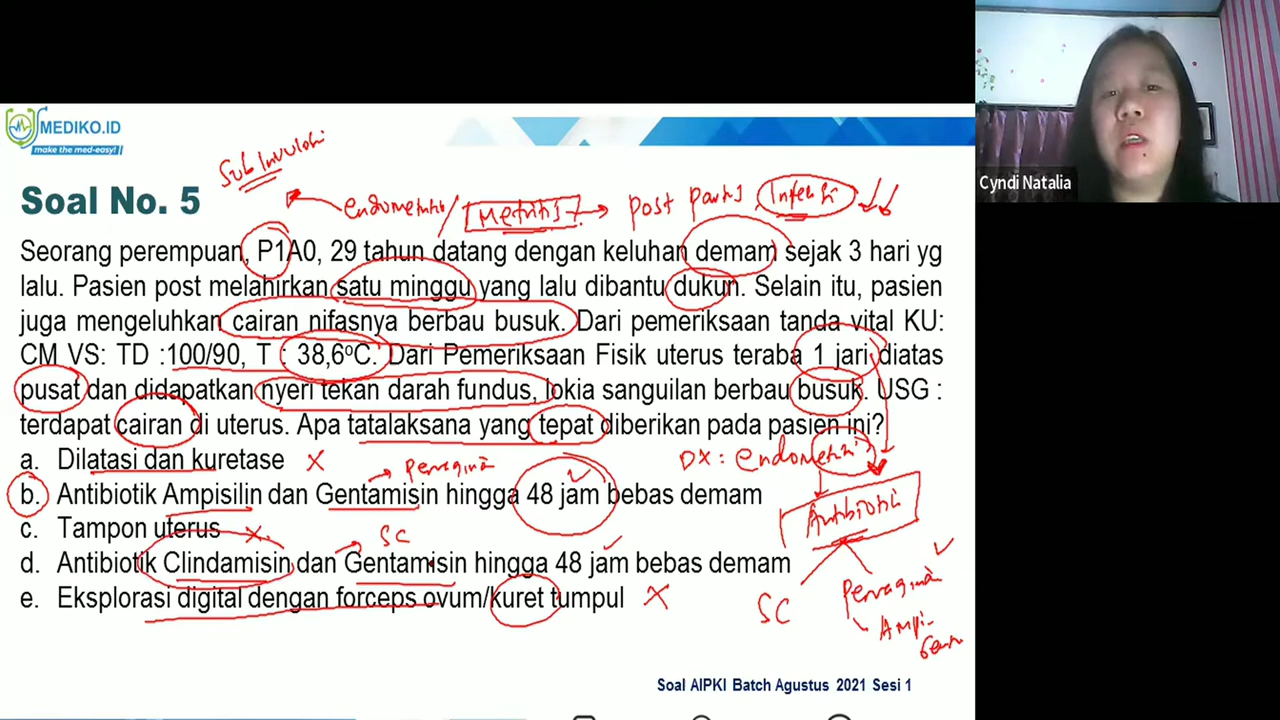 MEDIKO.ID
make the med-easy!
Cyndi Natalia
Sub Involusi
Soal No. 5
endometritis/ Metritis → post partus Infeksi
Seorang perempuan, P1A0, 29 tahun datang dengan keluhan demam sejak 3 hari yg
lalu. Pasien post melahirkan satu minggu yang lalu dibantu dukun. Selain itu, pasien
juga mengeluhkan cairan nifasnya berbau busuk. Dari pemeriksaan tanda vital KU:
CM VS: TD :100/90, T : 38,6ºC. Dari Pemeriksaan Fisik uterus teraba 1 jari diatas
pusat dan didapatkan nyeri tekan darah fundus, lokia sanguilan berbau busuk. USG :
terdapat cairan di uterus. Apa tatalaksana yang tepat diberikan pada pasien ini?
DX: endometritis
a. Dilatasi dan kuretase X
→ Pervaginam
b. Antibiotik Ampisilin dan Gentamisin hingga 48 jam bebas demam
Antibiotik
c. Tampon uterus X
→ SC
d. Antibiotik Clindamisin dan Gentamisin hingga 48 jam bebas demam
e. Eksplorasi digital dengan forceps ovum/kuret tumpul X
SC
Pervaginam
Ampi-
Genta
Soal AIPKI Batch Agustus 2021 Sesi 1